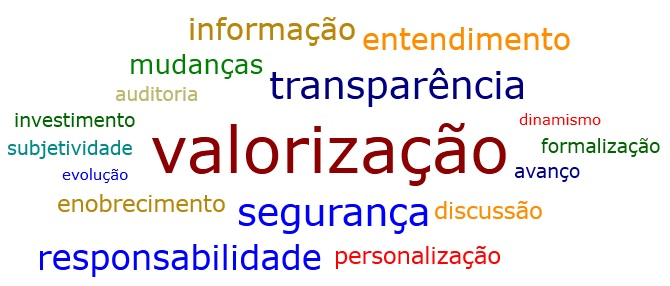 informação
entendimento
mudanças
transparência
auditoria
investimento
dinamismo
valorização
subjetividade
formalização
evolução
avanço
enobrecimento
segurança
discussão
responsabilidade
personalização